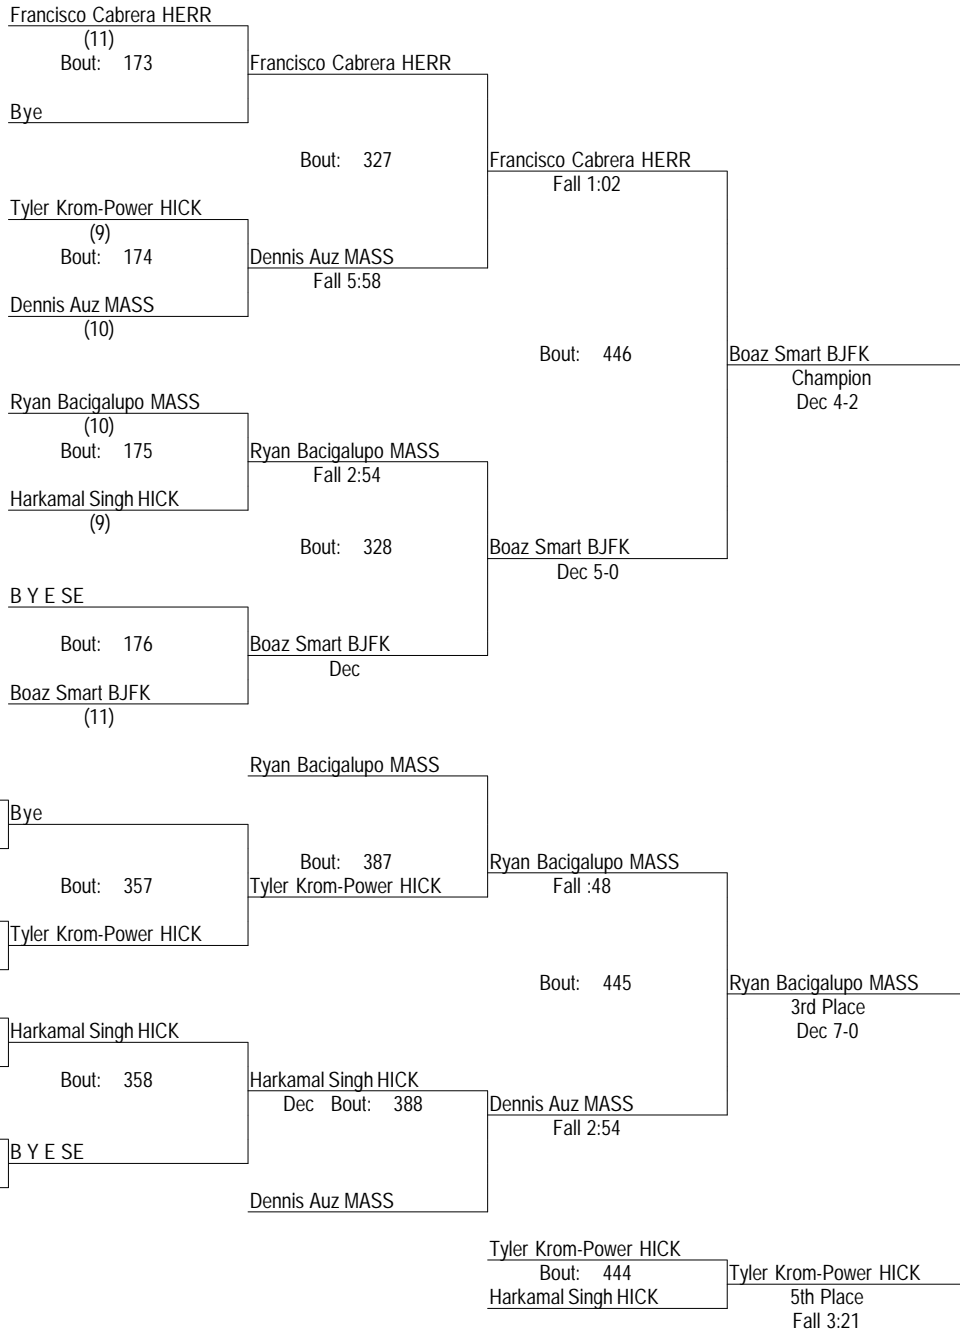 Francisco Cabrera HERR
(11)
Bout: 173
Francisco Cabrera HERR
Bye
Bout: 327
Francisco Cabrera HERR
Fall 1:02
Tyler Krom-Power HICK
(9)
Bout: 174
Dennis Auz MASS
Fall 5:58
Dennis Auz MASS
(10)
Bout: 446
Boaz Smart BJFK
Champion
Dec 4-2
Ryan Bacigalupo MASS
(10)
Bout: 175
Ryan Bacigalupo MASS
Fall 2:54
Harkamal Singh HICK
(9)
Bout: 328
Boaz Smart BJFK
Dec 5-0
B Y E SE
Bout: 176
Boaz Smart BJFK
Dec
Boaz Smart BJFK
(11)
Ryan Bacigalupo MASS
Bye
Bout: 387
Ryan Bacigalupo MASS
Fall :48
Bout: 357
Tyler Krom-Power HICK
Tyler Krom-Power HICK
Bout: 445
Ryan Bacigalupo MASS
3rd Place
Dec 7-0
Harkamal Singh HICK
Bout: 358
Harkamal Singh HICK
Dec Bout: 388
Dennis Auz MASS
Fall 2:54
B Y E SE
Dennis Auz MASS
Tyler Krom-Power HICK
Bout: 444
Tyler Krom-Power HICK
Harkamal Singh HICK
5th Place
Fall 3:21